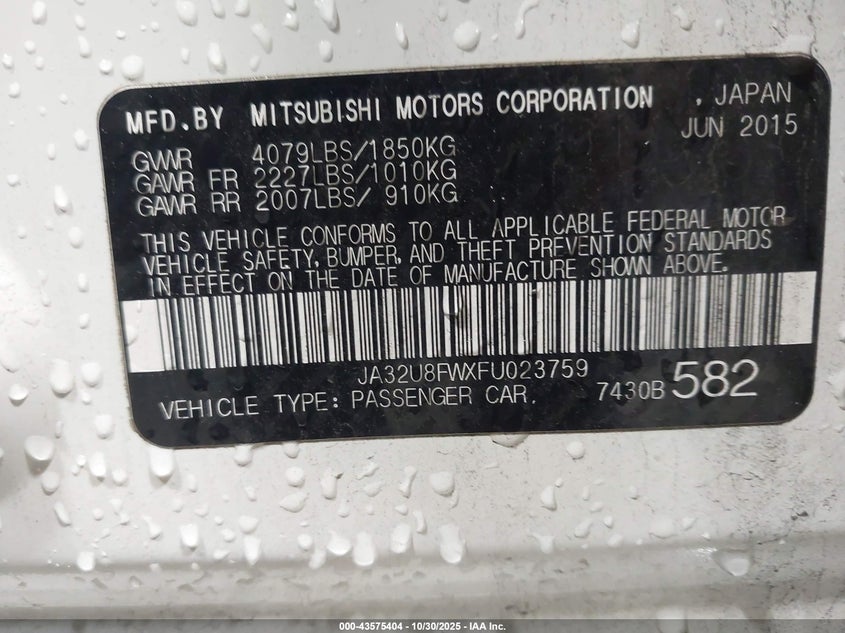 MFD.BY MITSUBISHI MOTORS CORPORATION , JAPAN
JUN 2015
GVWR 4079LBS/1850KG
GAWR FR 2227LBS/1010KG
GAWR RR 2007LBS/ 910KG
THIS VEHICLE CONFORMS TO ALL APPLICABLE FEDERAL MOTOR
VEHICLE SAFETY, BUMPER, AND THEFT PREVENTION STANDARDS
IN EFFECT ON THE DATE OF MANUFACTURE SHOWN ABOVE.
JA32U8FWXFU023759
VEHICLE TYPE: PASSENGER CAR. 7430B 582
000-43575404 - 10/30/2025 - IAA Inc.